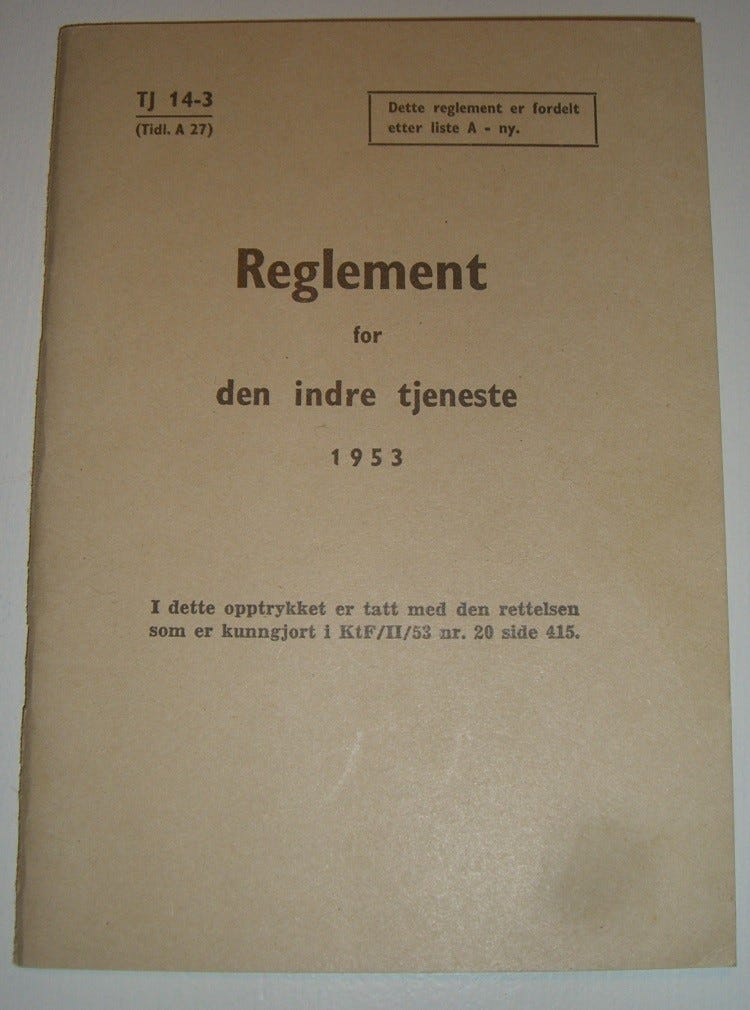 TJ 14-3
(Tidl. A 27)
Dette reglement er fordelt
etter liste A - ny.
Reglement
for
den indre tjeneste
1953
I dette opptrykket er tatt med den rettelsen
som er kunngjort i KtF/II/53 nr. 20 side 415.